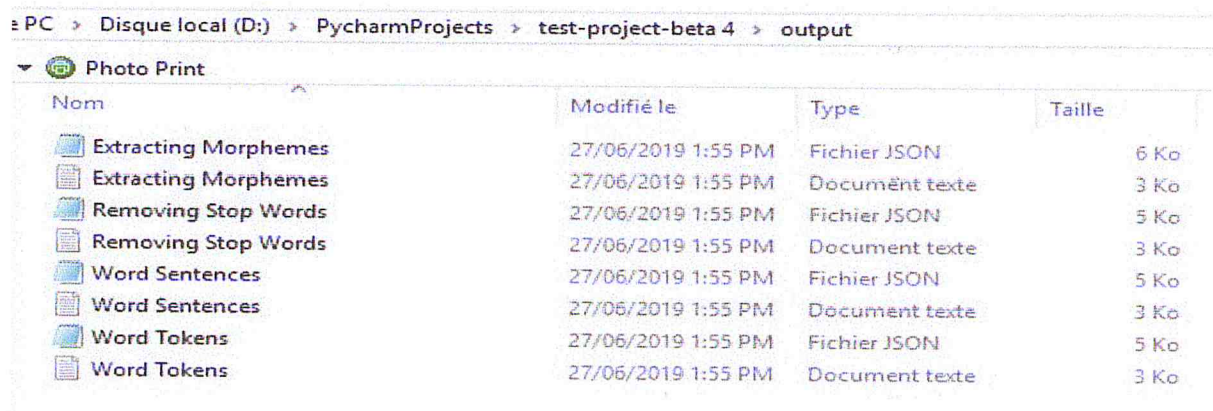 e PC > Disque local (D:) > PycharmProjects > test-project-beta 4 > output
Photo Print
Nom Modifié le Type Taille
Extracting Morphemes 27/06/2019 1:55 PM Fichier JSON 6 Ko
Extracting Morphemes 27/06/2019 1:55 PM Document texte 3 Ko
Removing Stop Words 27/06/2019 1:55 PM Fichier JSON 5 Ko
Removing Stop Words 27/06/2019 1:55 PM Document texte 3 Ko
Word Sentences 27/06/2019 1:55 PM Fichier JSON 5 Ko
Word Sentences 27/06/2019 1:55 PM Document texte 3 Ko
Word Tokens 27/06/2019 1:55 PM Fichier JSON 5 Ko
Word Tokens 27/06/2019 1:55 PM Document texte 3 Ko